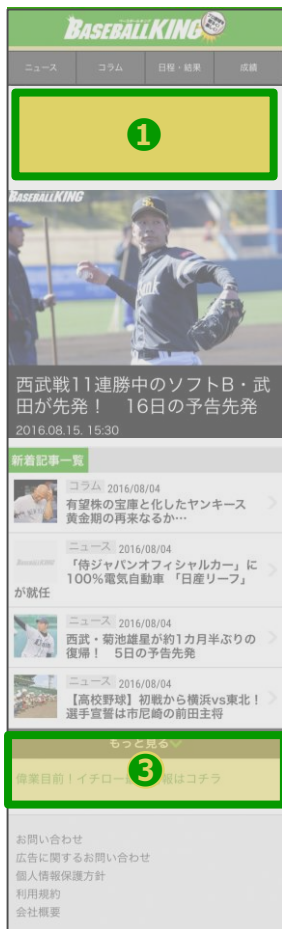 BASEBALLKING
ニュース
コラム
日程・結果
成績
1
BASEBALLKING
西武戦11連勝中のソフトB・武
田が先発！ 16日の予告先発
2016.08.15. 15:30
新着記事一覧
コラム 2016/08/04
有望株の宝庫と化したヤンキース
黄金期の再来なるか…
ニュース 2016/08/04
「侍ジャパンオフィシャルカー」に
100%電気自動車 「日産リーフ」
が就任
ニュース 2016/08/04
西武・菊池雄星が約1カ月半ぶりの
復帰！ 5日の予告先発
ニュース 2016/08/04
【高校野球】初戦から横浜vs東北！
選手宣誓は市尼崎の前田主将
もっと見る
3
偉業目前！イチロー 報はコチラ
お問い合わせ
広告に関するお問い合わせ
個人情報保護方針
利用規約
会社概要